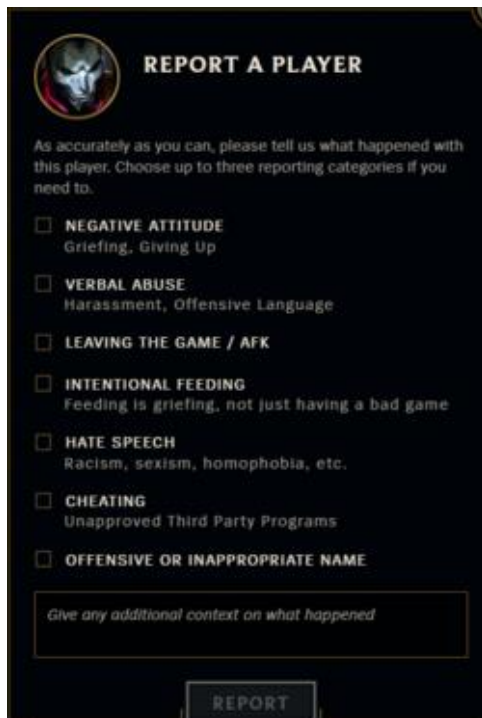 REPORT A PLAYER
As accurately as you can, please tell us what happened with
this player. Choose up to three reporting categories if you
need to.
NEGATIVE ATTITUDE
Griefing, Giving Up
VERBAL ABUSE
Harassment, Offensive Language
LEAVING THE GAME / AFK
INTENTIONAL FEEDING
Feeding is griefing, not just having a bad game
HATE SPEECH
Racism, sexism, homophobia, etc.
CHEATING
Unapproved Third Party Programs
OFFENSIVE OR INAPPROPRIATE NAME
Give any additional context on what happened
REPORT